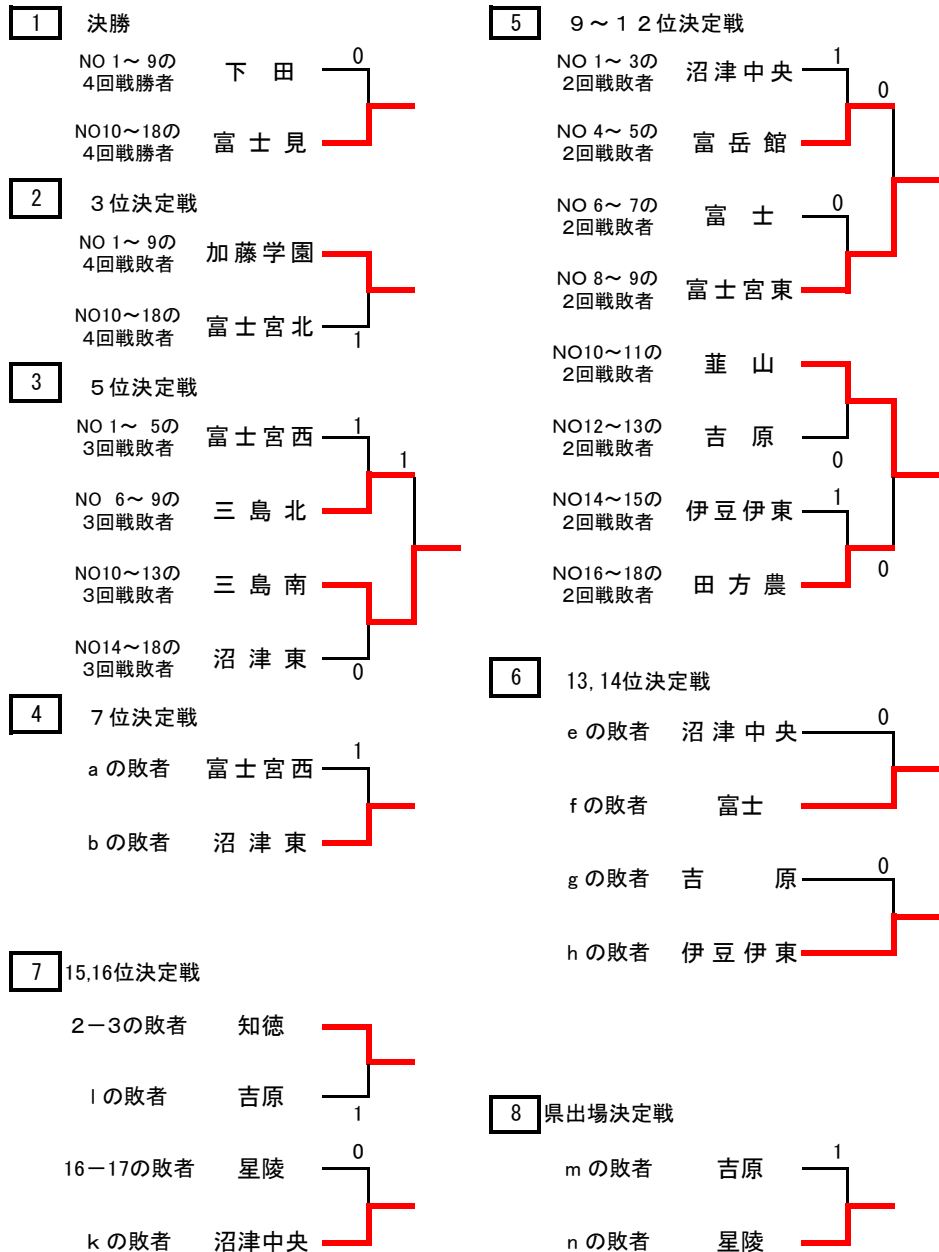 1 決勝
NO 1～ 9の
4回戦勝者
下 田
0
NO10～18の
4回戦勝者
富 士 見
2 ３位決定戦
NO 1～ 9の
4回戦敗者
加 藤 学 園
NO10～18の
4回戦敗者
富 士 宮 北
1
3 ５位決定戦
NO 1～ 5の
3回戦敗者
富 士 宮 西
1
1
NO 6～ 9の
3回戦敗者
三 島 北
NO10～13の
3回戦敗者
三 島 南
NO14～18の
3回戦敗者
沼 津 東
0
4 ７位決定戦
a の敗者 富 士 宮 西
1
b の敗者 沼 津 東
5 ９～１２位決定戦
NO 1～ 3の
2回戦敗者
沼 津 中 央
1
0
NO 4～ 5の
2回戦敗者
富 岳 館
NO 6～ 7の
2回戦敗者
富 士
0
NO 8～ 9の
2回戦敗者
富 士 宮 東
NO10～11の
2回戦敗者
韮 山
NO12～13の
2回戦敗者
吉 原
0
NO14～15の
2回戦敗者
伊 豆 伊 東
1
NO16～18の
2回戦敗者
田 方 農
0
6 13,14位決定戦
e の敗者 沼 津 中 央
0
f の敗者 富士
g の敗者 吉 原
0
h の敗者 伊 豆 伊 東
7 15,16位決定戦
２－３の敗者 知徳
l の敗者 吉原
1
16－17の敗者 星陵
0
k の敗者 沼津中央
8 県出場決定戦
m の敗者 吉原
1
n の敗者 星陵